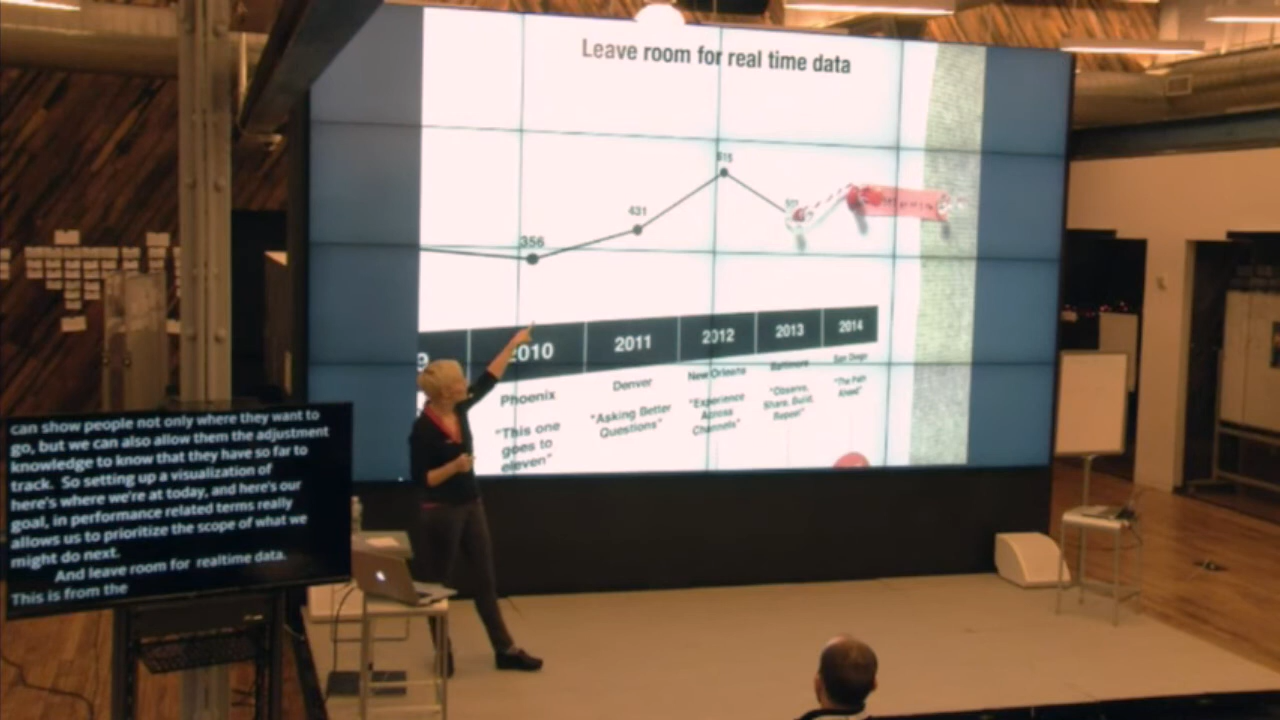 Leave room for real time data
356
431
615
2010
2011
2012
2013
2014
Phoenix
Denver
New Orleans
Baltimore
San Diego
"This one
goes to
eleven"
"Asking Better
Questions"
"Experience
Across
Channels"
"Observe,
Share, Build,
Repeat"
"The Path
Ahead"
can show people not only where they want to
go, but we can also allow them the adjustment
knowledge to know that they have so far to
track. So setting up a visualization of
here's where we're at today, and here's our
goal, in performance related terms really
allows us to prioritize the scope of what we
might do next.
And leave room for realtime data.
This is from the